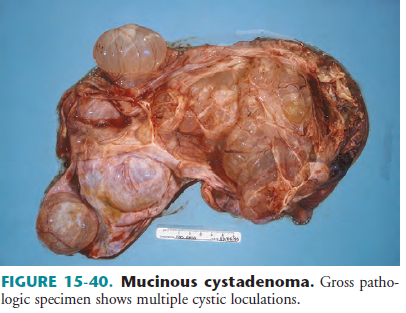 FIGURE 15-40. Mucinous cystadenoma. Gross patho-
logic specimen shows multiple cystic loculations.